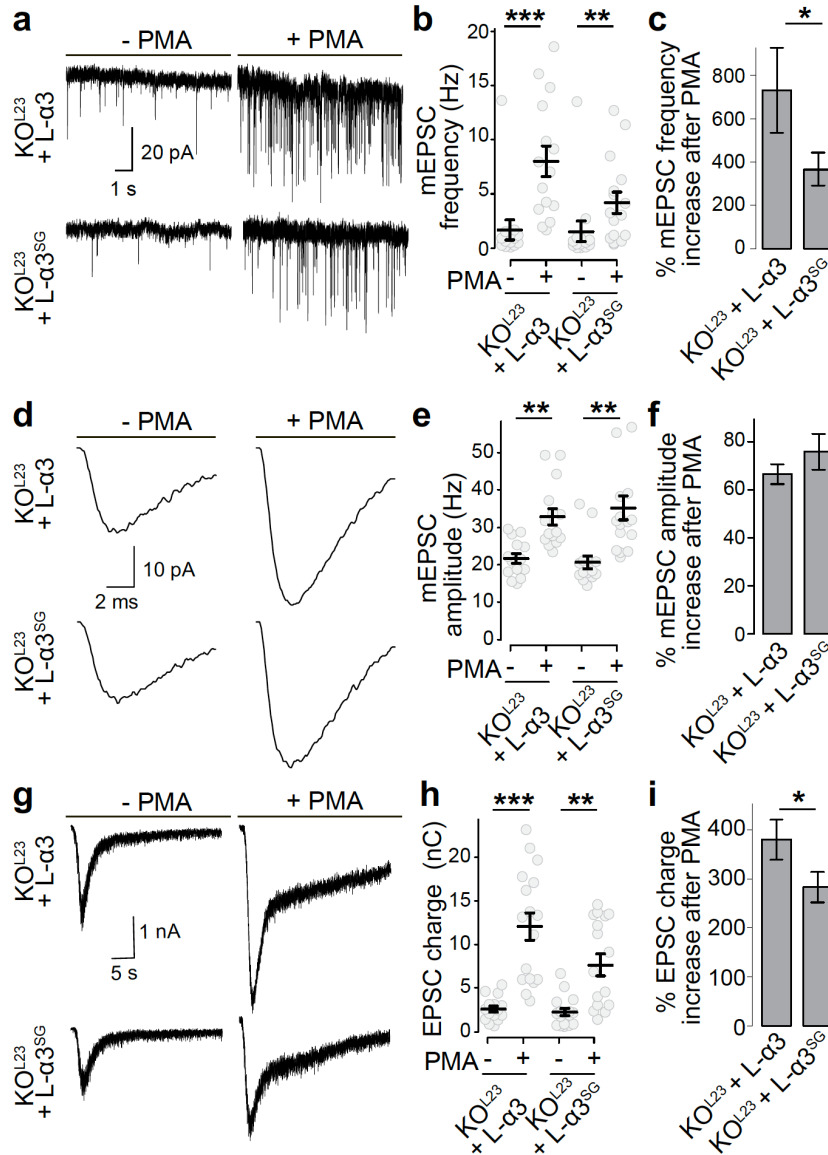 a
- PMA
+ PMA
KO^L23
+ L-α3
20 pA
1 s
KO^L23
+ L-α3^SG
b
*** **
mEPSC
frequency (Hz)
20
15
10
5
0
PMA - + - +
KO^L23
+ L-α3
KO^L23
+ L-α3^SG
c
*
% mEPSC frequency
increase after PMA
800
600
400
200
0
KO^L23 + L-α3
KO^L23 + L-α3^SG
d
- PMA
+ PMA
KO^L23
+ L-α3
10 pA
2 ms
KO^L23
+ L-α3^SG
e
** **
mEPSC
amplitude (Hz)
50
40
30
20
10
0
PMA - + - +
KO^L23
+ L-α3
KO^L23
+ L-α3^SG
f
% mEPSC amplitude
increase after PMA
80
60
40
20
0
KO^L23 + L-α3
KO^L23 + L-α3^SG
g
- PMA
+ PMA
KO^L23
+ L-α3
1 nA
5 s
KO^L23
+ L-α3^SG
h
*** **
EPSC charge (nC)
20
15
10
5
0
PMA - + - +
KO^L23
+ L-α3
KO^L23
+ L-α3^SG
i
*
% EPSC charge
increase after PMA
400
300
200
100
0
KO^L23 + L-α3
KO^L23 + L-α3^SG